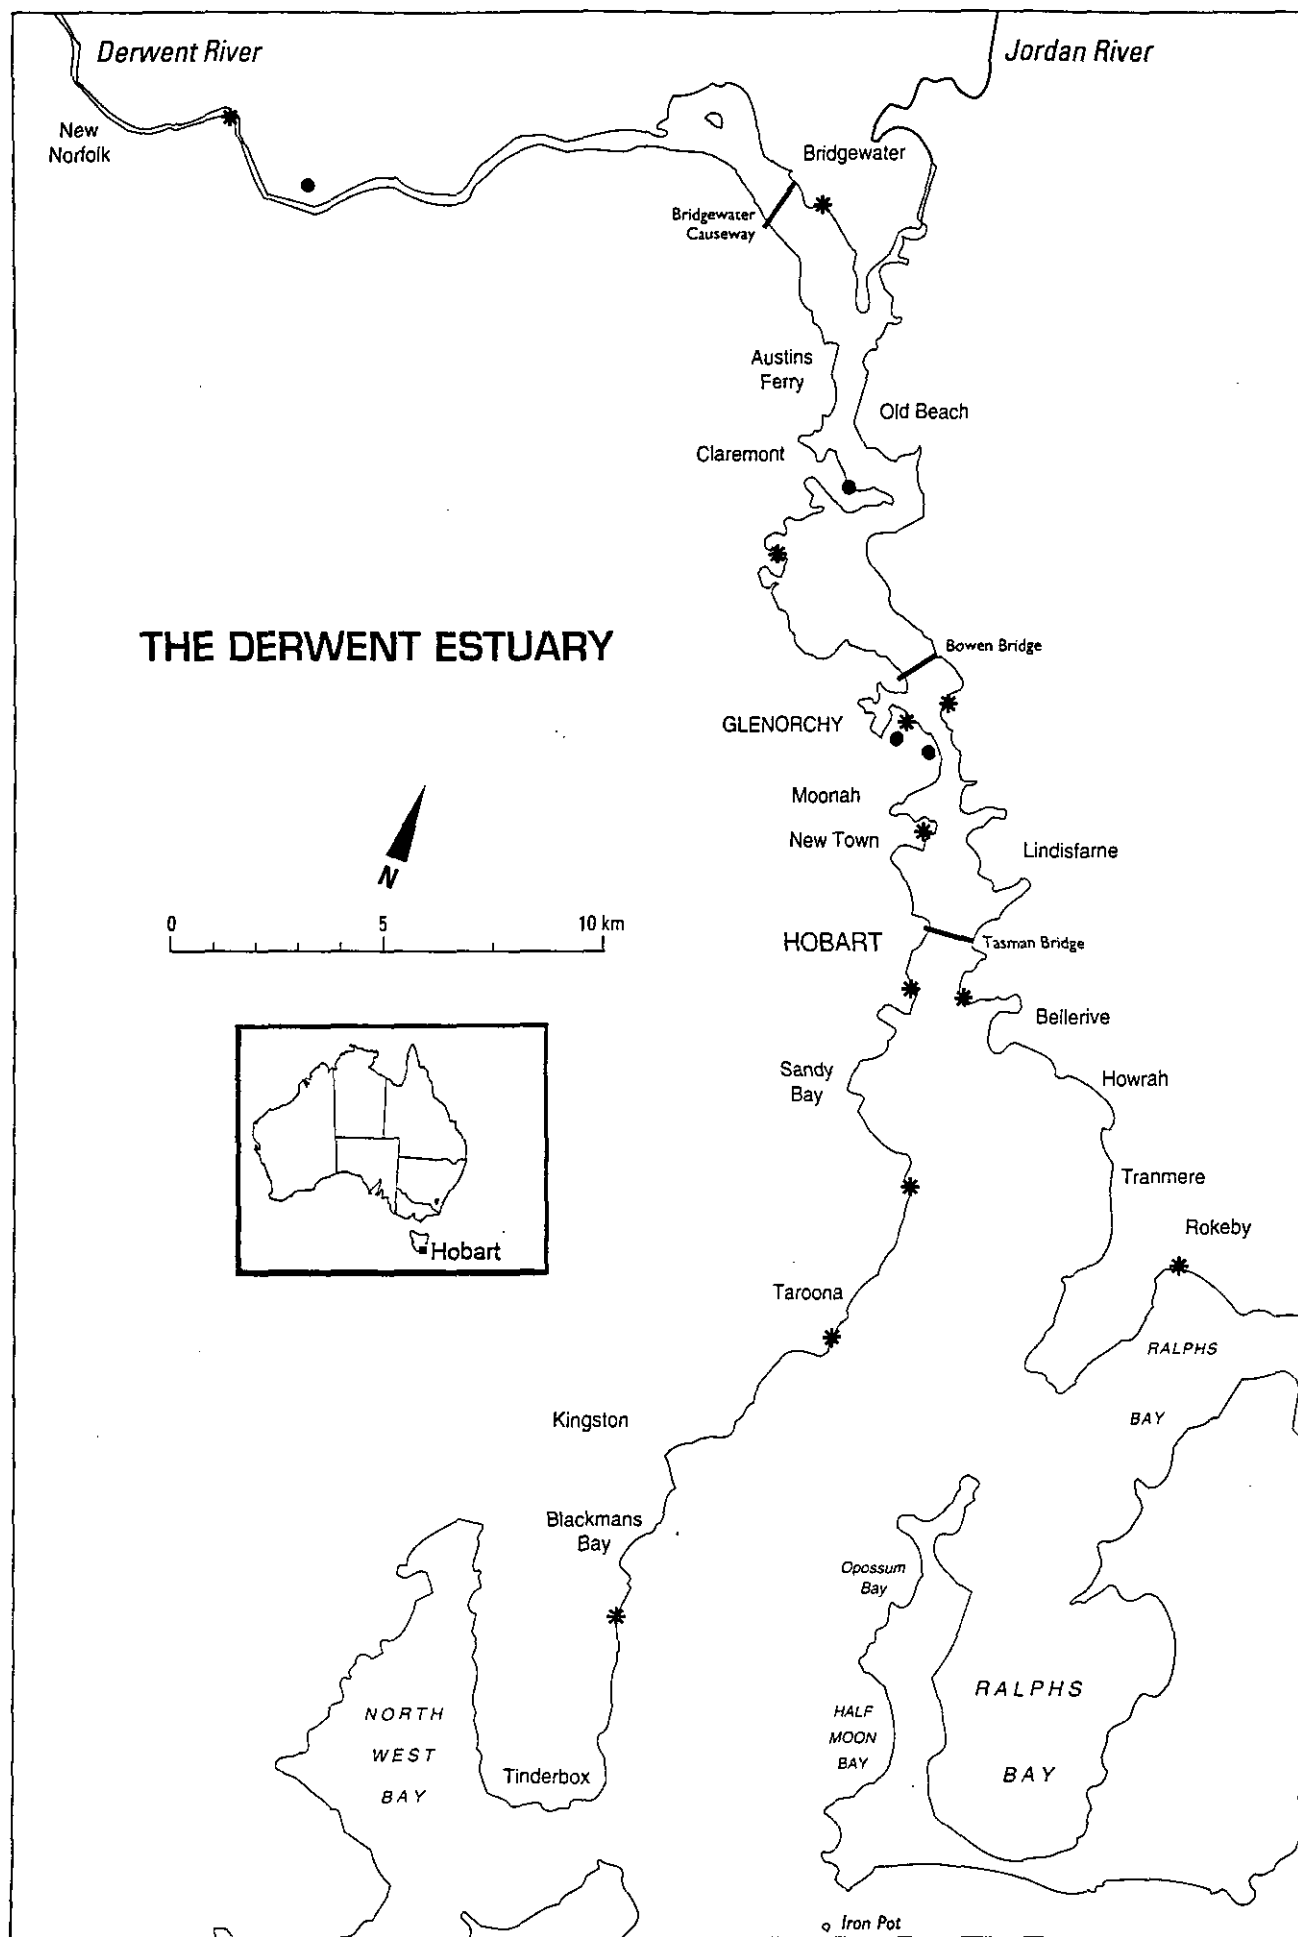 Derwent River
Jordan River
New
Norfolk
Bridgewater
Bridgewater
Causeway
Austins
Ferry
Old Beach
Claremont
THE DERWENT ESTUARY
Bowen Bridge
GLENORCHY
Moonah
New Town
Lindisfarne
N
0 5 10 km
HOBART
Tasman Bridge
Bellerive
Sandy
Bay
Howrah
Tranmere
Rokeby
Hobart
Taroona
RALPHS
BAY
Kingston
Blackmans
Bay
Opossum
Bay
RALPHS
BAY
HALF
MOON
BAY
NORTH
WEST
BAY
Tinderbox
Iron Pot